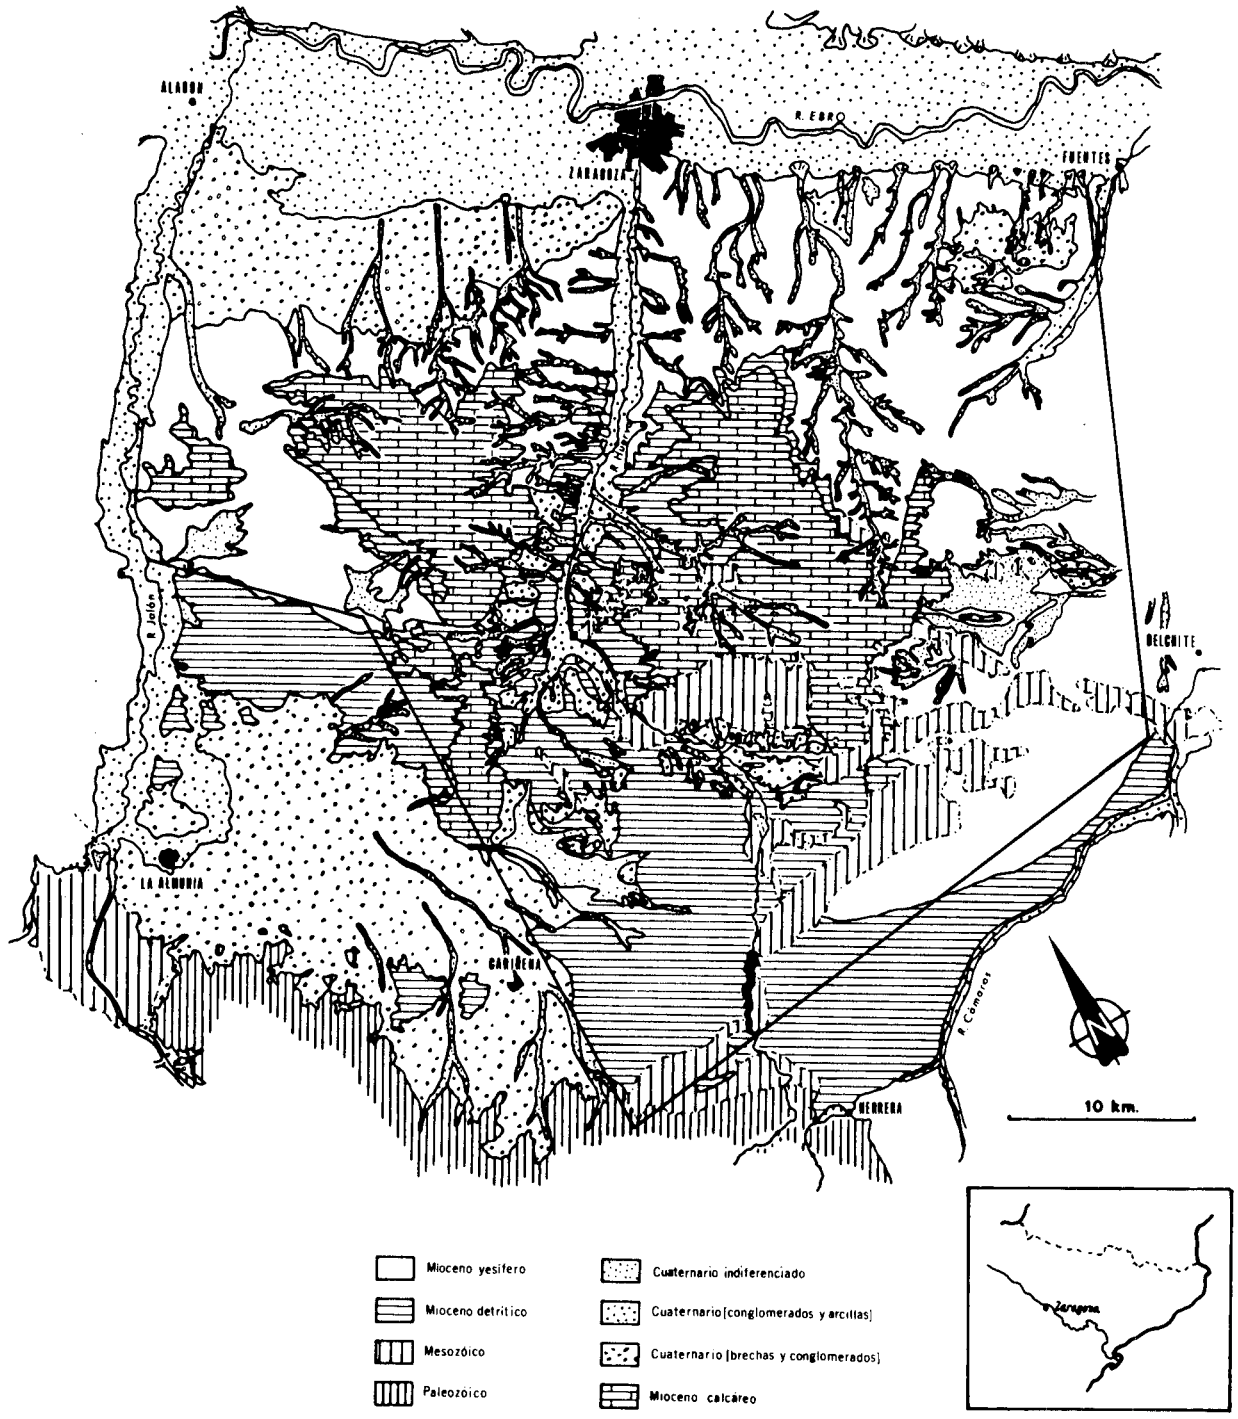 ALAGON
ZARAGOZA
R. EBRO
FUENTES
R. Huerva
R. Jalón
BELCHITE
LA ALMUNIA
CARIÑENA
R. Cámaras
N
HERRERA
10 km.
Mioceno yesífero
Mioceno detrítico
Mesozóico
Paleozóico
Cuaternario indiferenciado
Cuaternario [conglomerados y arcillas]
Cuaternario [brechas y conglomerados]
Mioceno calcáreo
Zaragoza